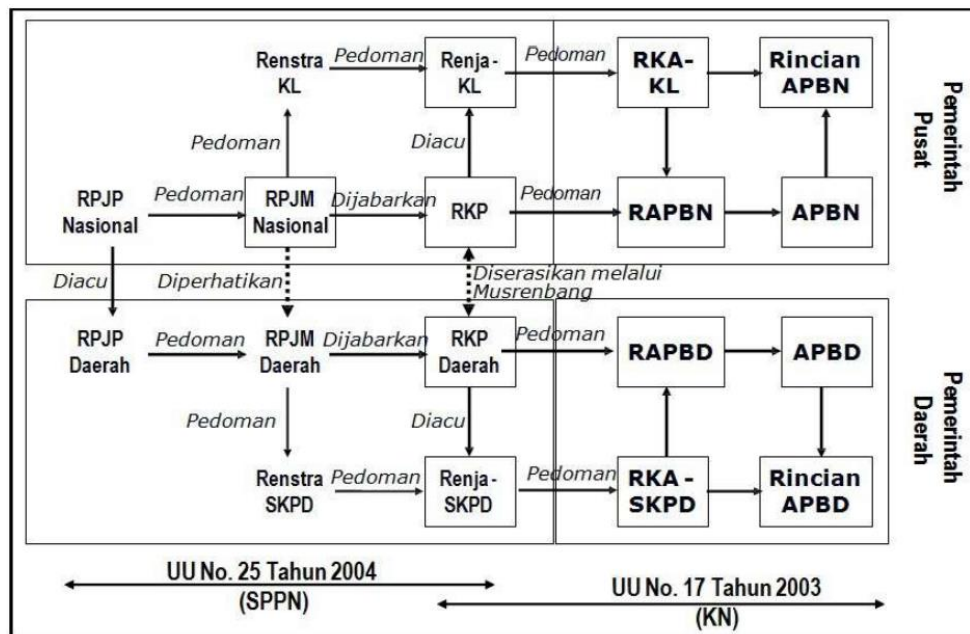 Renstra
KL
Pedoman
Renja-
KL
Pedoman
RKA-
KL
Rincian
APBN
Pemerintah
Pusat
Pedoman
Diacu
RPJP
Nasional
Pedoman
RPJM
Nasional
Dijabarkan
RKP
Pedoman
RAPBN
APBN
Diacu
Diperhatikan
Diserasikan melalui
Musrenbang
RPJP
Daerah
Pedoman
RPJM
Daerah
Dijabarkan
RKP
Daerah
Pedoman
RAPBD
APBD
Pemerintah
Daerah
Pedoman
Diacu
Renstra
SKPD
Pedoman
Renja-
SKPD
Pedoman
RKA -
SKPD
Rincian
APBD
UU No. 25 Tahun 2004
(SPPN)
UU No. 17 Tahun 2003
(KN)